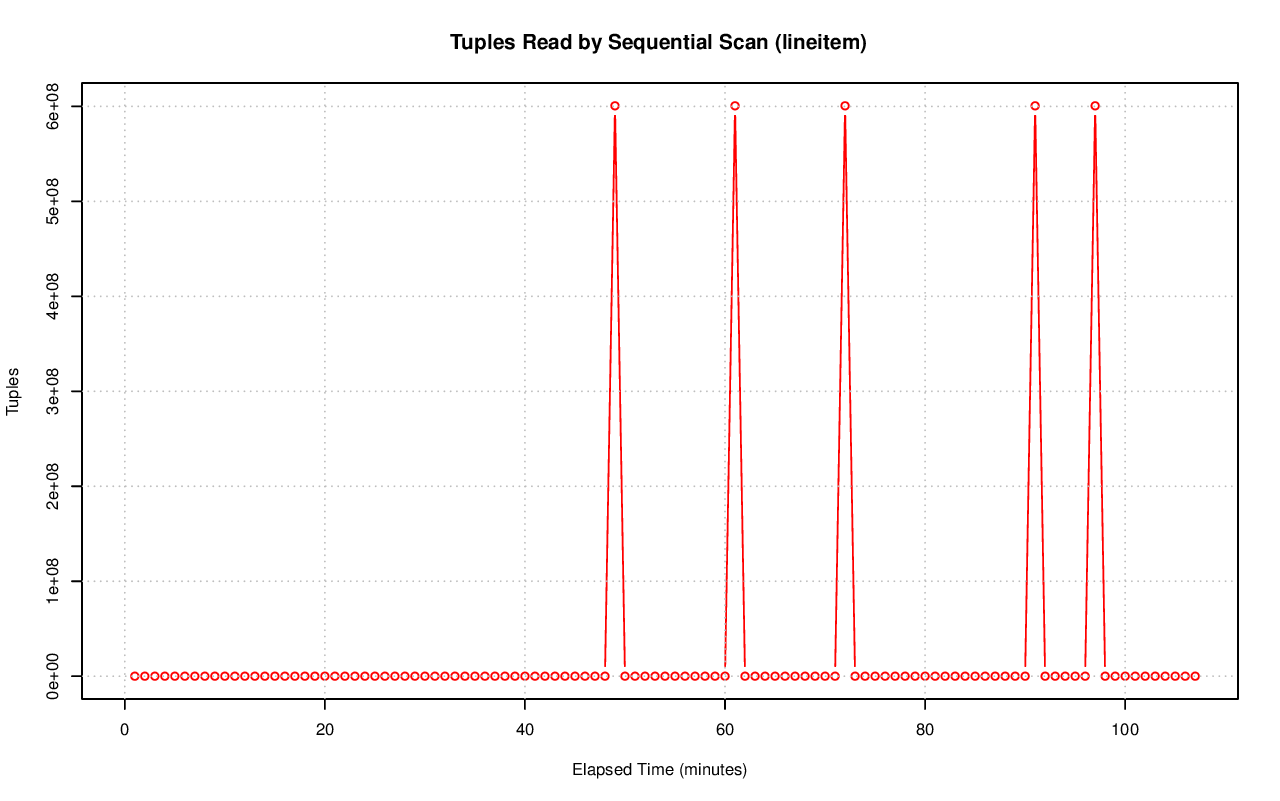 Tuples Read by Sequential Scan (lineitem)
6e+08
5e+08
4e+08
3e+08
2e+08
1e+08
0e+00
Tuples
0 20 40 60 80 100
Elapsed Time (minutes)